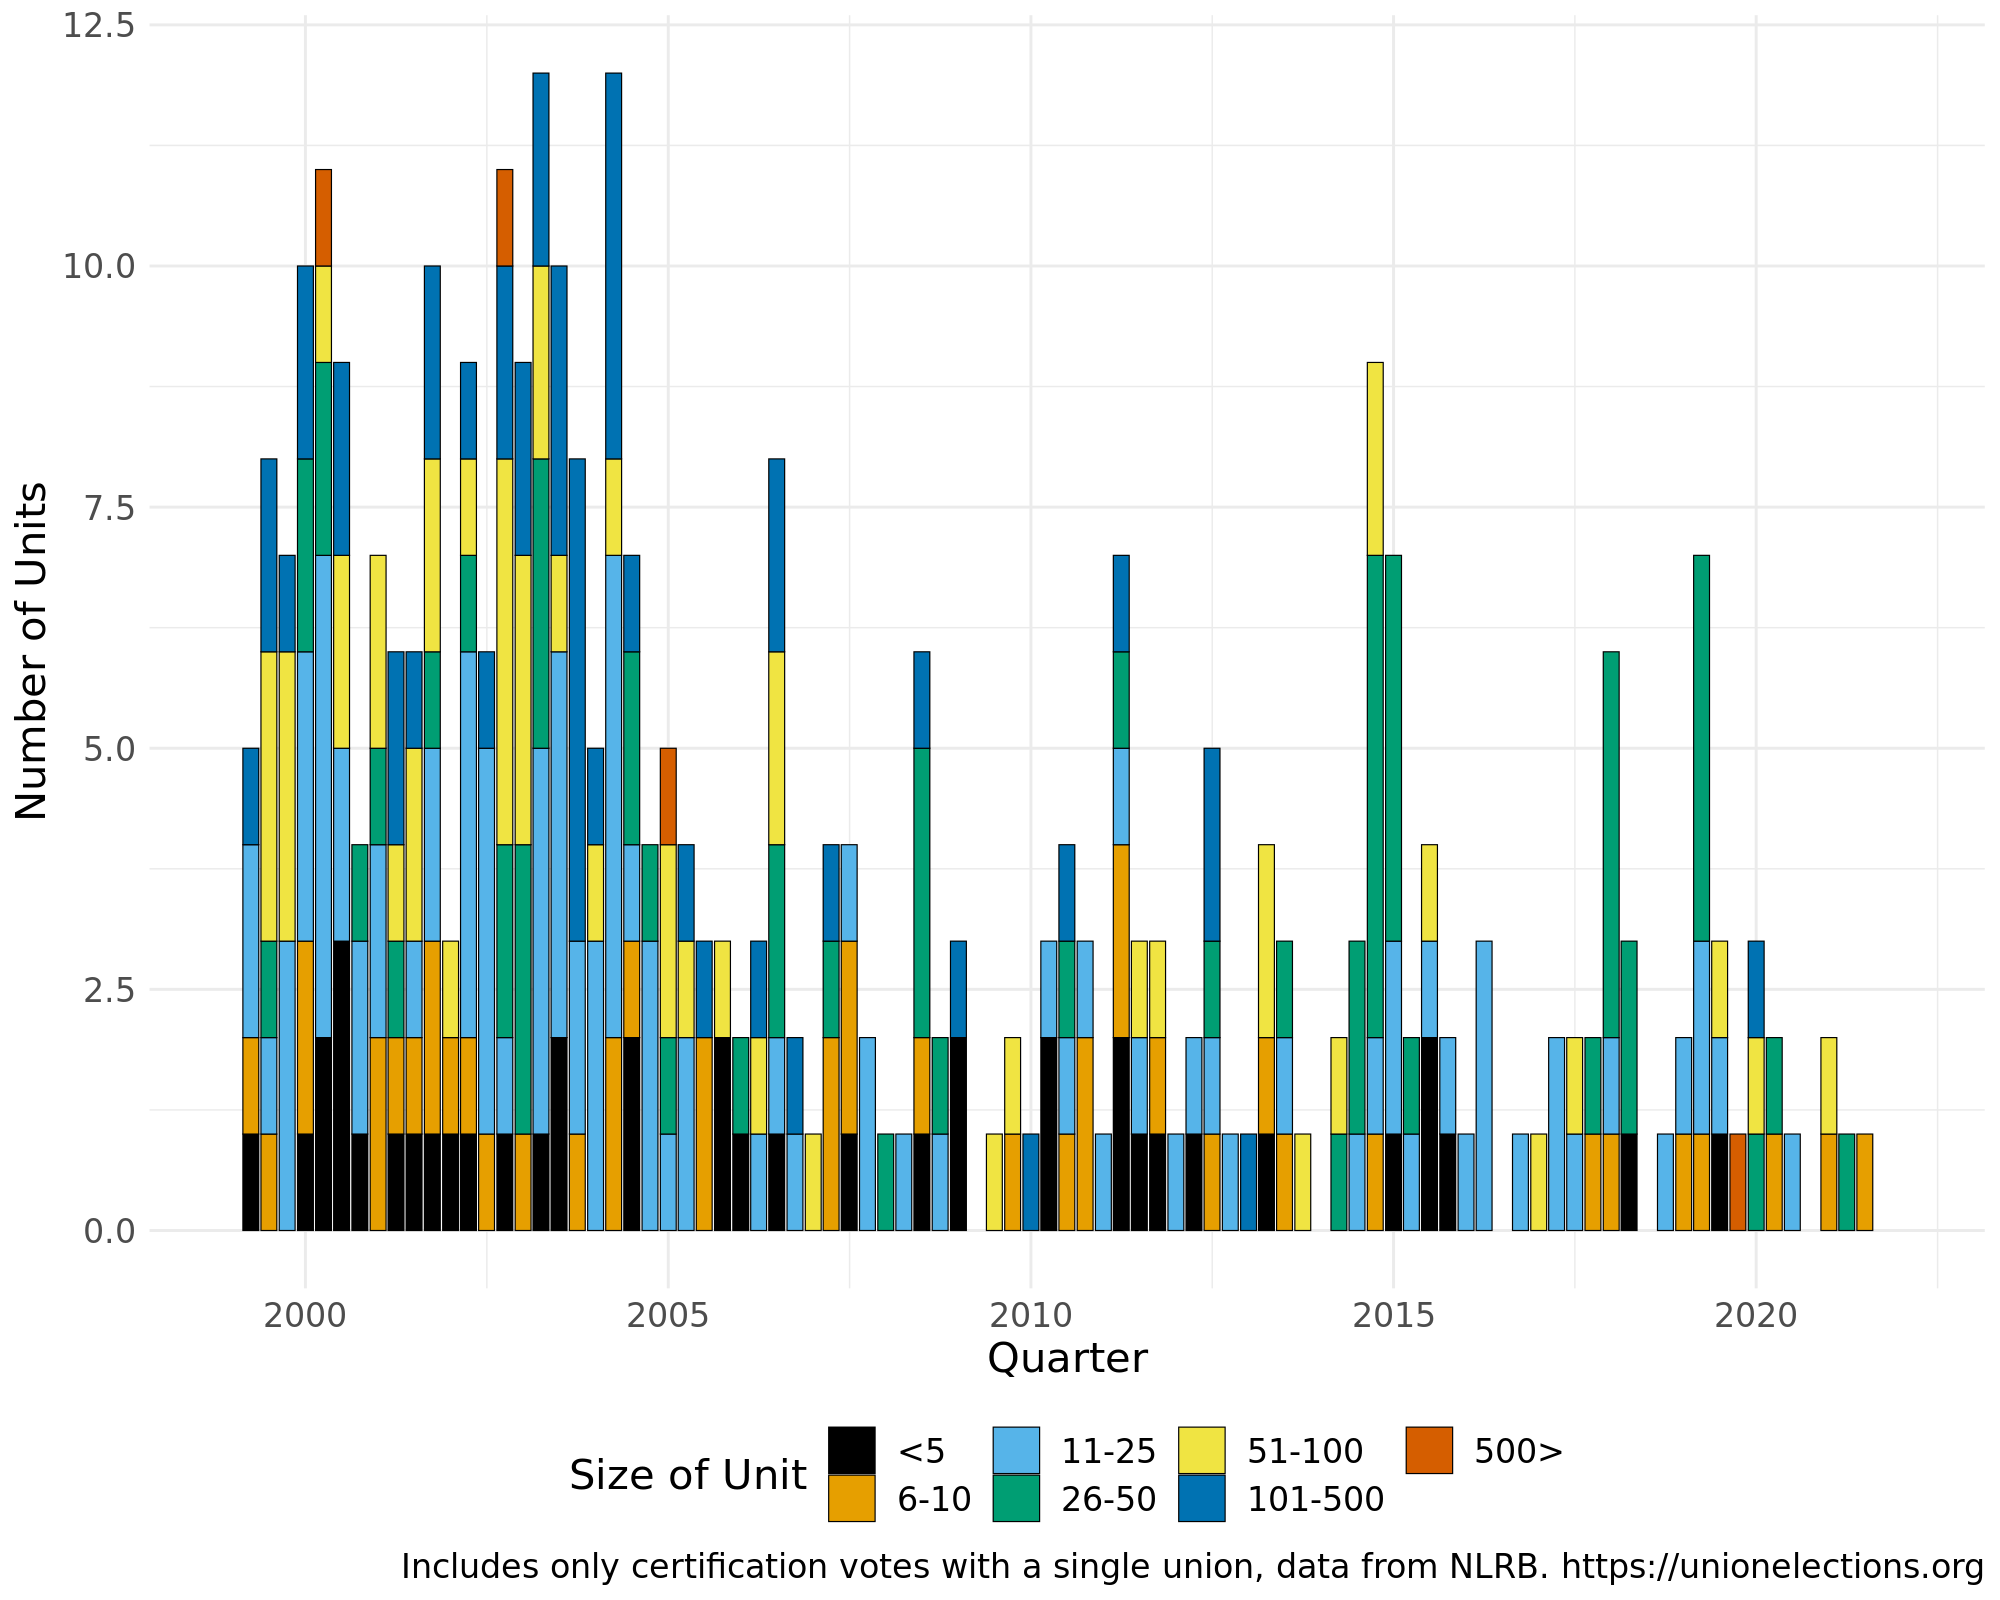 12.5
10.0
7.5
5.0
2.5
0.0
Number of Units
2000 2005 2010 2015 2020
Quarter
Size of Unit
<5 11-25 51-100 500>
6-10 26-50 101-500
Includes only certification votes with a single union, data from NLRB. https://unionelections.org